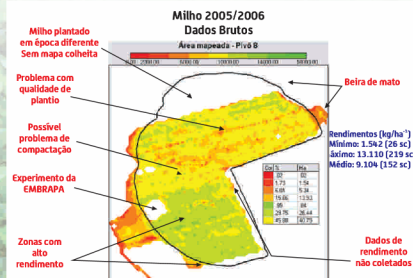 Milho 2005/2006
Dados Brutos
Área mapeada - Pivô 8
Milho plantado
em época diferente
Sem mapa colheita
Problema com
qualidade de
plantio
Beira de mato
Possível
problema de
compactação
Rendimentos (kg/ha⁻¹)
Mínimo: 1.542 (26 sc)
áximo: 13.110 (219 sc
Médio: 9.104 (152 sc)
Experimento da
EMBRAPA
Zonas com
alto
rendimento
Dados de
rendimento
não coletados